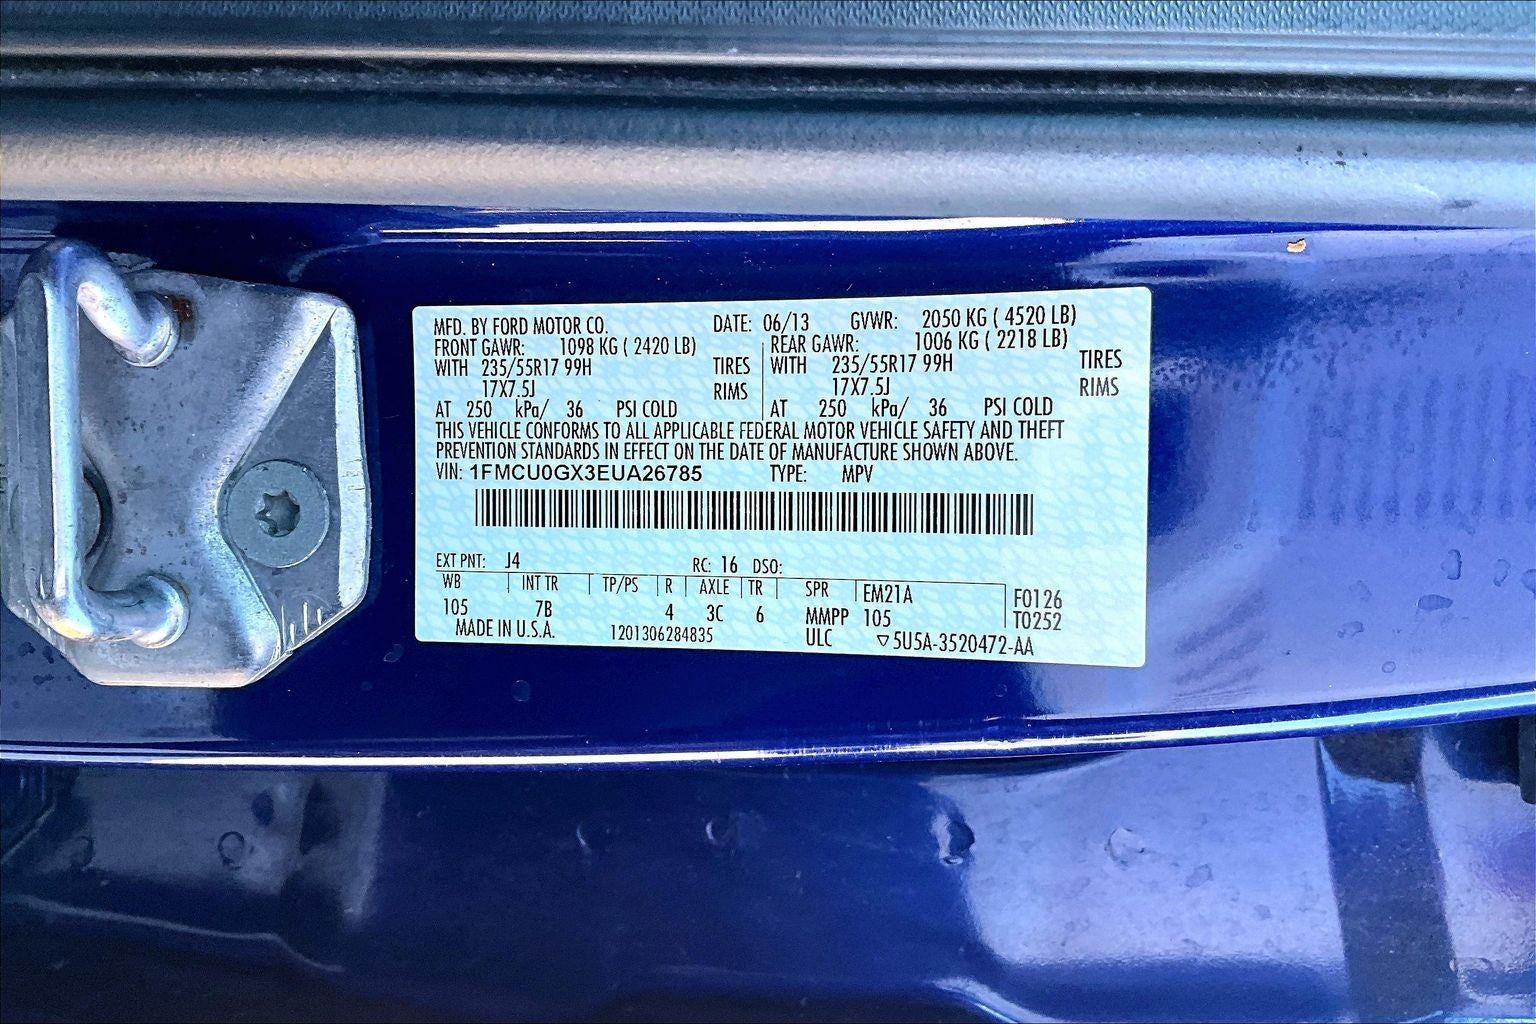 MFD. BY FORD MOTOR CO. DATE: 06/13 GVWR: 2050 KG ( 4520 LB)
FRONT GAWR: 1098 KG ( 2420 LB) REAR GAWR: 1006 KG ( 2218 LB)
WITH 235/55R17 99H TIRES WITH 235/55R17 99H TIRES
17X7.5J RIMS 17X7.5J RIMS
AT 250 kPa/ 36 PSI COLD AT 250 kPa/ 36 PSI COLD
THIS VEHICLE CONFORMS TO ALL APPLICABLE FEDERAL MOTOR VEHICLE SAFETY AND THEFT
PREVENTION STANDARDS IN EFFECT ON THE DATE OF MANUFACTURE SHOWN ABOVE.
VIN: 1FMCU0GX3EUA26785 TYPE: MPV
EXT PNT: J4 RC: 16 DSO:
WB INT TR TP/PS R AXLE TR SPR EM21A F0126
105 7B 4 3C 6 MMPP 105 T0252
MADE IN U.S.A. 1201306284835 ULC ▽5U5A-3520472-AA